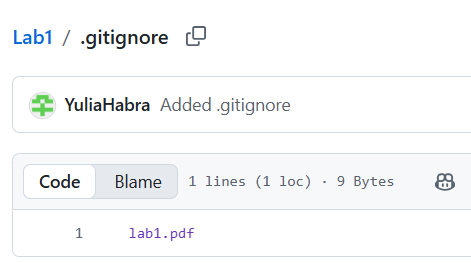 Lab1 / .gitignore
YuliaHabra Added .gitignore
Code Blame 1 lines (1 loc) · 9 Bytes
1 lab1.pdf